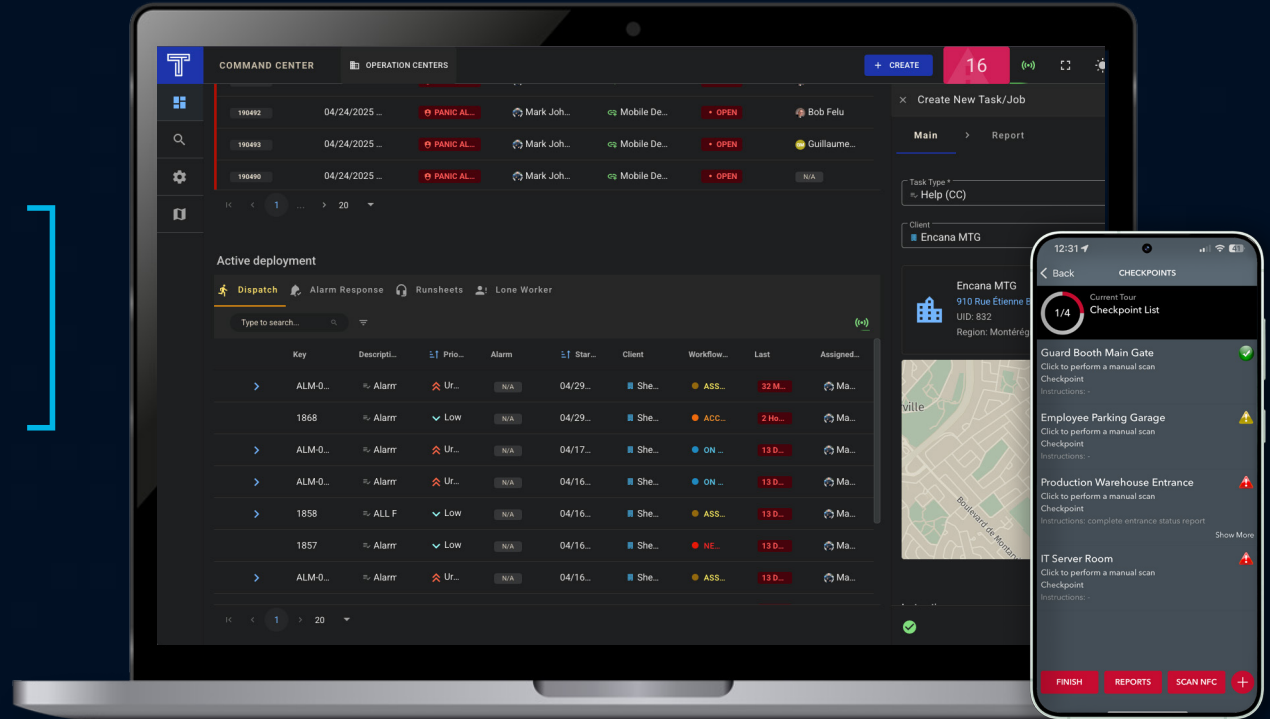 COMMAND CENTER
OPERATION CENTERS
+ CREATE
16
190492 04/24/2025 ... PANIC AL... Mark Joh... Mobile De... • OPEN Bob Felu
190493 04/24/2025 ... PANIC AL... Mark Joh... Mobile De... • OPEN Guillaume...
190490 04/24/2025 ... PANIC AL... Mark Joh... Mobile De... • OPEN N/A
1 ... 20
Active deployment
Dispatch Alarm Response Runsheets Lone Worker
Type to search...
Key Descripti... Prio... Alarm Star... Client Workflow... Last Assigned...
ALM-0... Alarm Ur... N/A 04/29... She... ASS... 32 M... Ma...
1868 Alarm Low N/A 04/29... She... ACC... 2 Ho... Ma...
ALM-0... Alarm Ur... N/A 04/17... She... ON ... 13 D... Ma...
ALM-0... Alarm Ur... N/A 04/16... She... ON ... 13 D... Ma...
1858 ALL F Low N/A 04/16... She... ASS... 13 D... Ma...
1857 Alarm Low N/A 04/16... She... NE... 13 D... Ma...
ALM-0... Alarm Ur... N/A 04/16... She... ASS... 13 D... Ma...
1 20
× Create New Task/Job
Main > Report
Task Type *
Help (CC)
Client
Encana MTG
Encana MTG
910 Rue Étienne B
UID: 832
Region: Montérég
ville
Boulevard de Montar
12:31
41
Back CHECKPOINTS
1/4
Current Tour
Checkpoint List
Guard Booth Main Gate
Click to perform a manual scan
Checkpoint
Instructions: -
Employee Parking Garage
Click to perform a manual scan
Checkpoint
Instructions: -
Production Warehouse Entrance
Click to perform a manual scan
Checkpoint
Instructions: complete entrance status report
Show More
IT Server Room
Click to perform a manual scan
Checkpoint
Instructions: -
FINISH REPORTS SCAN NFC +